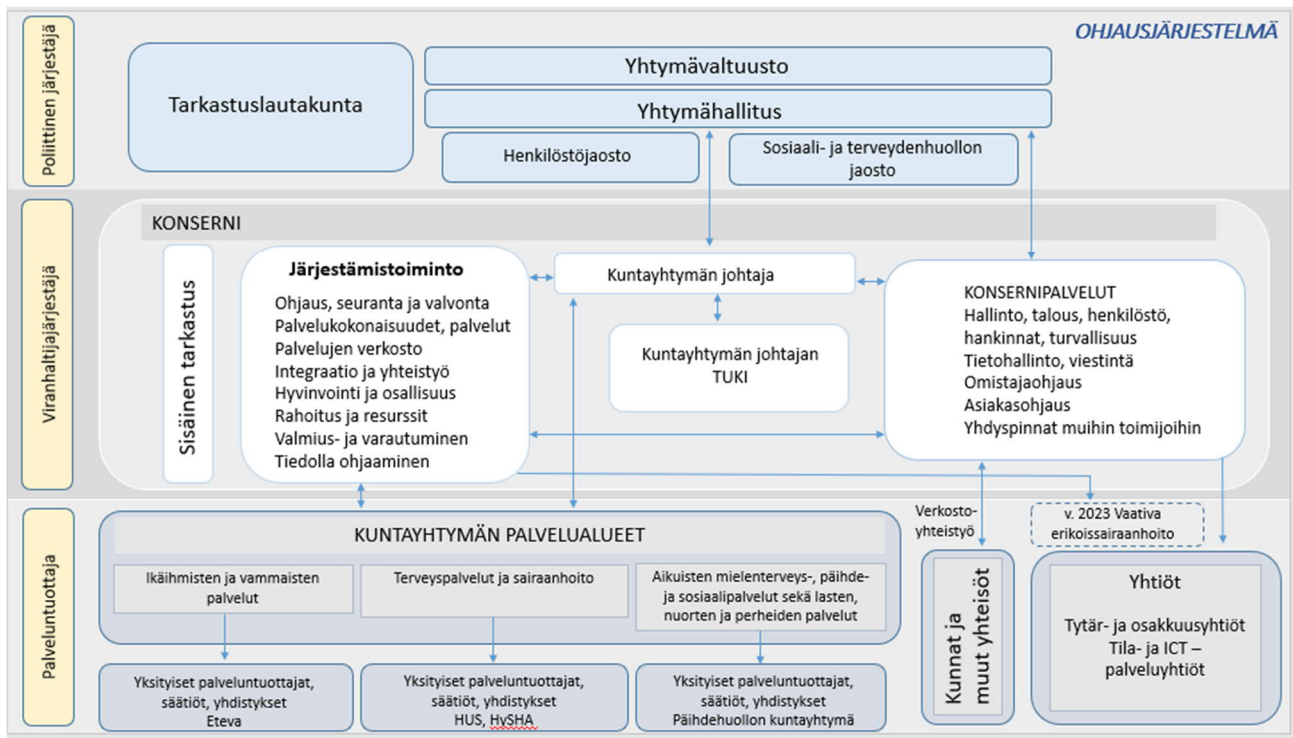 OHJAUSJÄRJESTELMÄ
Poliittinen järjestäjä
Tarkastuslautakunta
Yhtymävaltuusto
Yhtymähallitus
Henkilöstöjaosto
Sosiaali- ja terveydenhuollon
jaosto
Viranhaltijajärjestäjä
KONSERNI
Sisäinen tarkastus
Järjestämistoiminto
Ohjaus, seuranta ja valvonta
Palvelukokonaisuudet, palvelut
Palvelujen verkosto
Integraatio ja yhteistyö
Hyvinvointi ja osallisuus
Rahoitus ja resurssit
Valmius- ja varautuminen
Tiedolla ohjaaminen
Kuntayhtymän johtaja
Kuntayhtymän johtajan
TUKI
KONSERNIPALVELUT
Hallinto, talous, henkilöstö,
hankinnat, turvallisuus
Tietohallinto, viestintä
Omistajaohjaus
Asiakasohjaus
Yhdyspinnat muihin toimijoihin
Palveluntuottaja
KUNTAYHTYMÄN PALVELUALUEET
Ikäihmisten ja vammaisten
palvelut
Terveyspalvelut ja sairaanhoito
Aikuisten mielenterveys-, päihde-
ja sosiaalipalvelut sekä lasten,
nuorten ja perheiden palvelut
Yksityiset palveluntuottajat,
säätiöt, yhdistykset
Eteva
Yksityiset palveluntuottajat,
säätiöt, yhdistykset
HUS, HvSHA
Yksityiset palveluntuottajat,
säätiöt, yhdistykset
Päihdehuollon kuntayhtymä
Verkosto-
yhteistyö
Kunnat ja
muut yhteisöt
v. 2023 Vaativa
erikoissairaanhoito
Yhtiöt
Tytär- ja osakkuusyhtiöt
Tila- ja ICT –
palveluyhtiöt